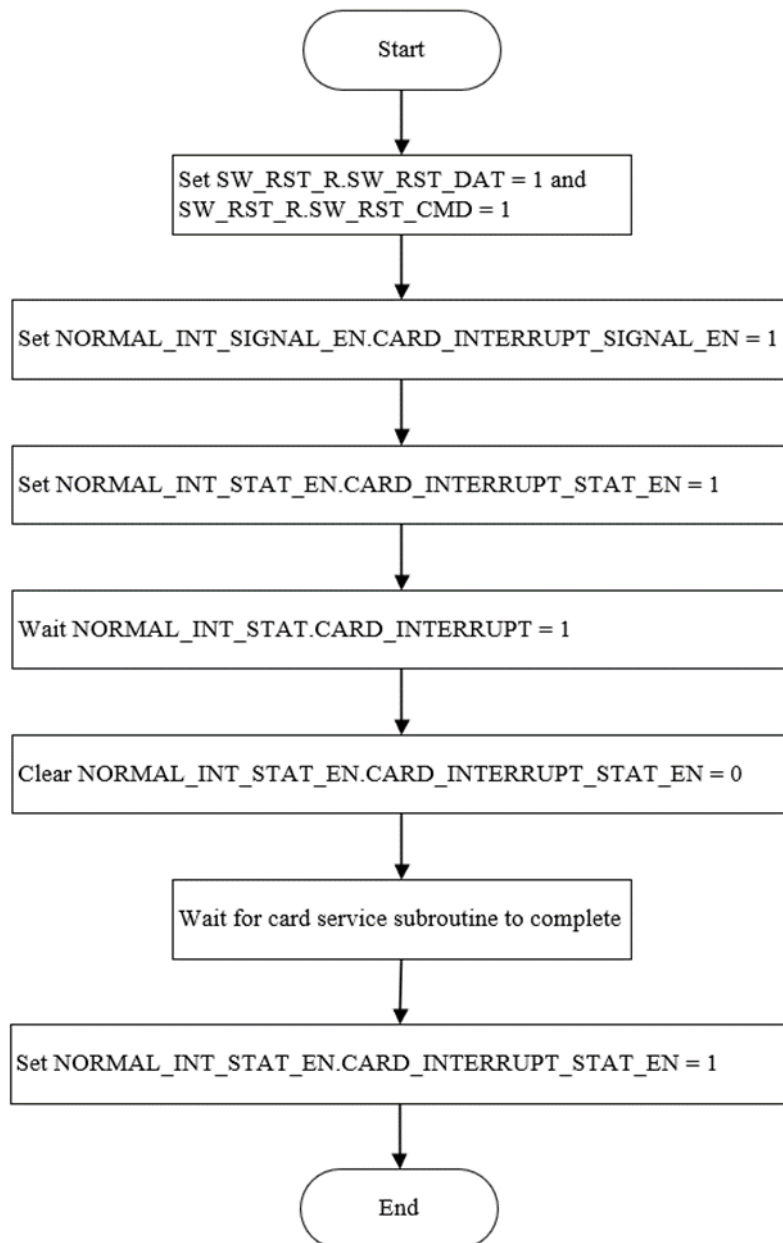 Start
Set SW_RST_R.SW_RST_DAT = 1 and
SW_RST_R.SW_RST_CMD = 1
Set NORMAL_INT_SIGNAL_EN.CARD_INTERRUPT_SIGNAL_EN = 1
Set NORMAL_INT_STAT_EN.CARD_INTERRUPT_STAT_EN = 1
Wait NORMAL_INT_STAT.CARD_INTERRUPT = 1
Clear NORMAL_INT_STAT_EN.CARD_INTERRUPT_STAT_EN = 0
Wait for card service subroutine to complete
Set NORMAL_INT_STAT_EN.CARD_INTERRUPT_STAT_EN = 1
End